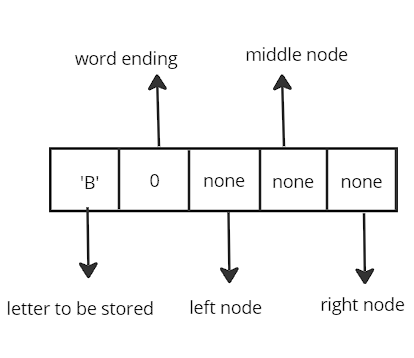 word ending
middle node
'B'
0
none
none
none
letter to be stored
left node
right node